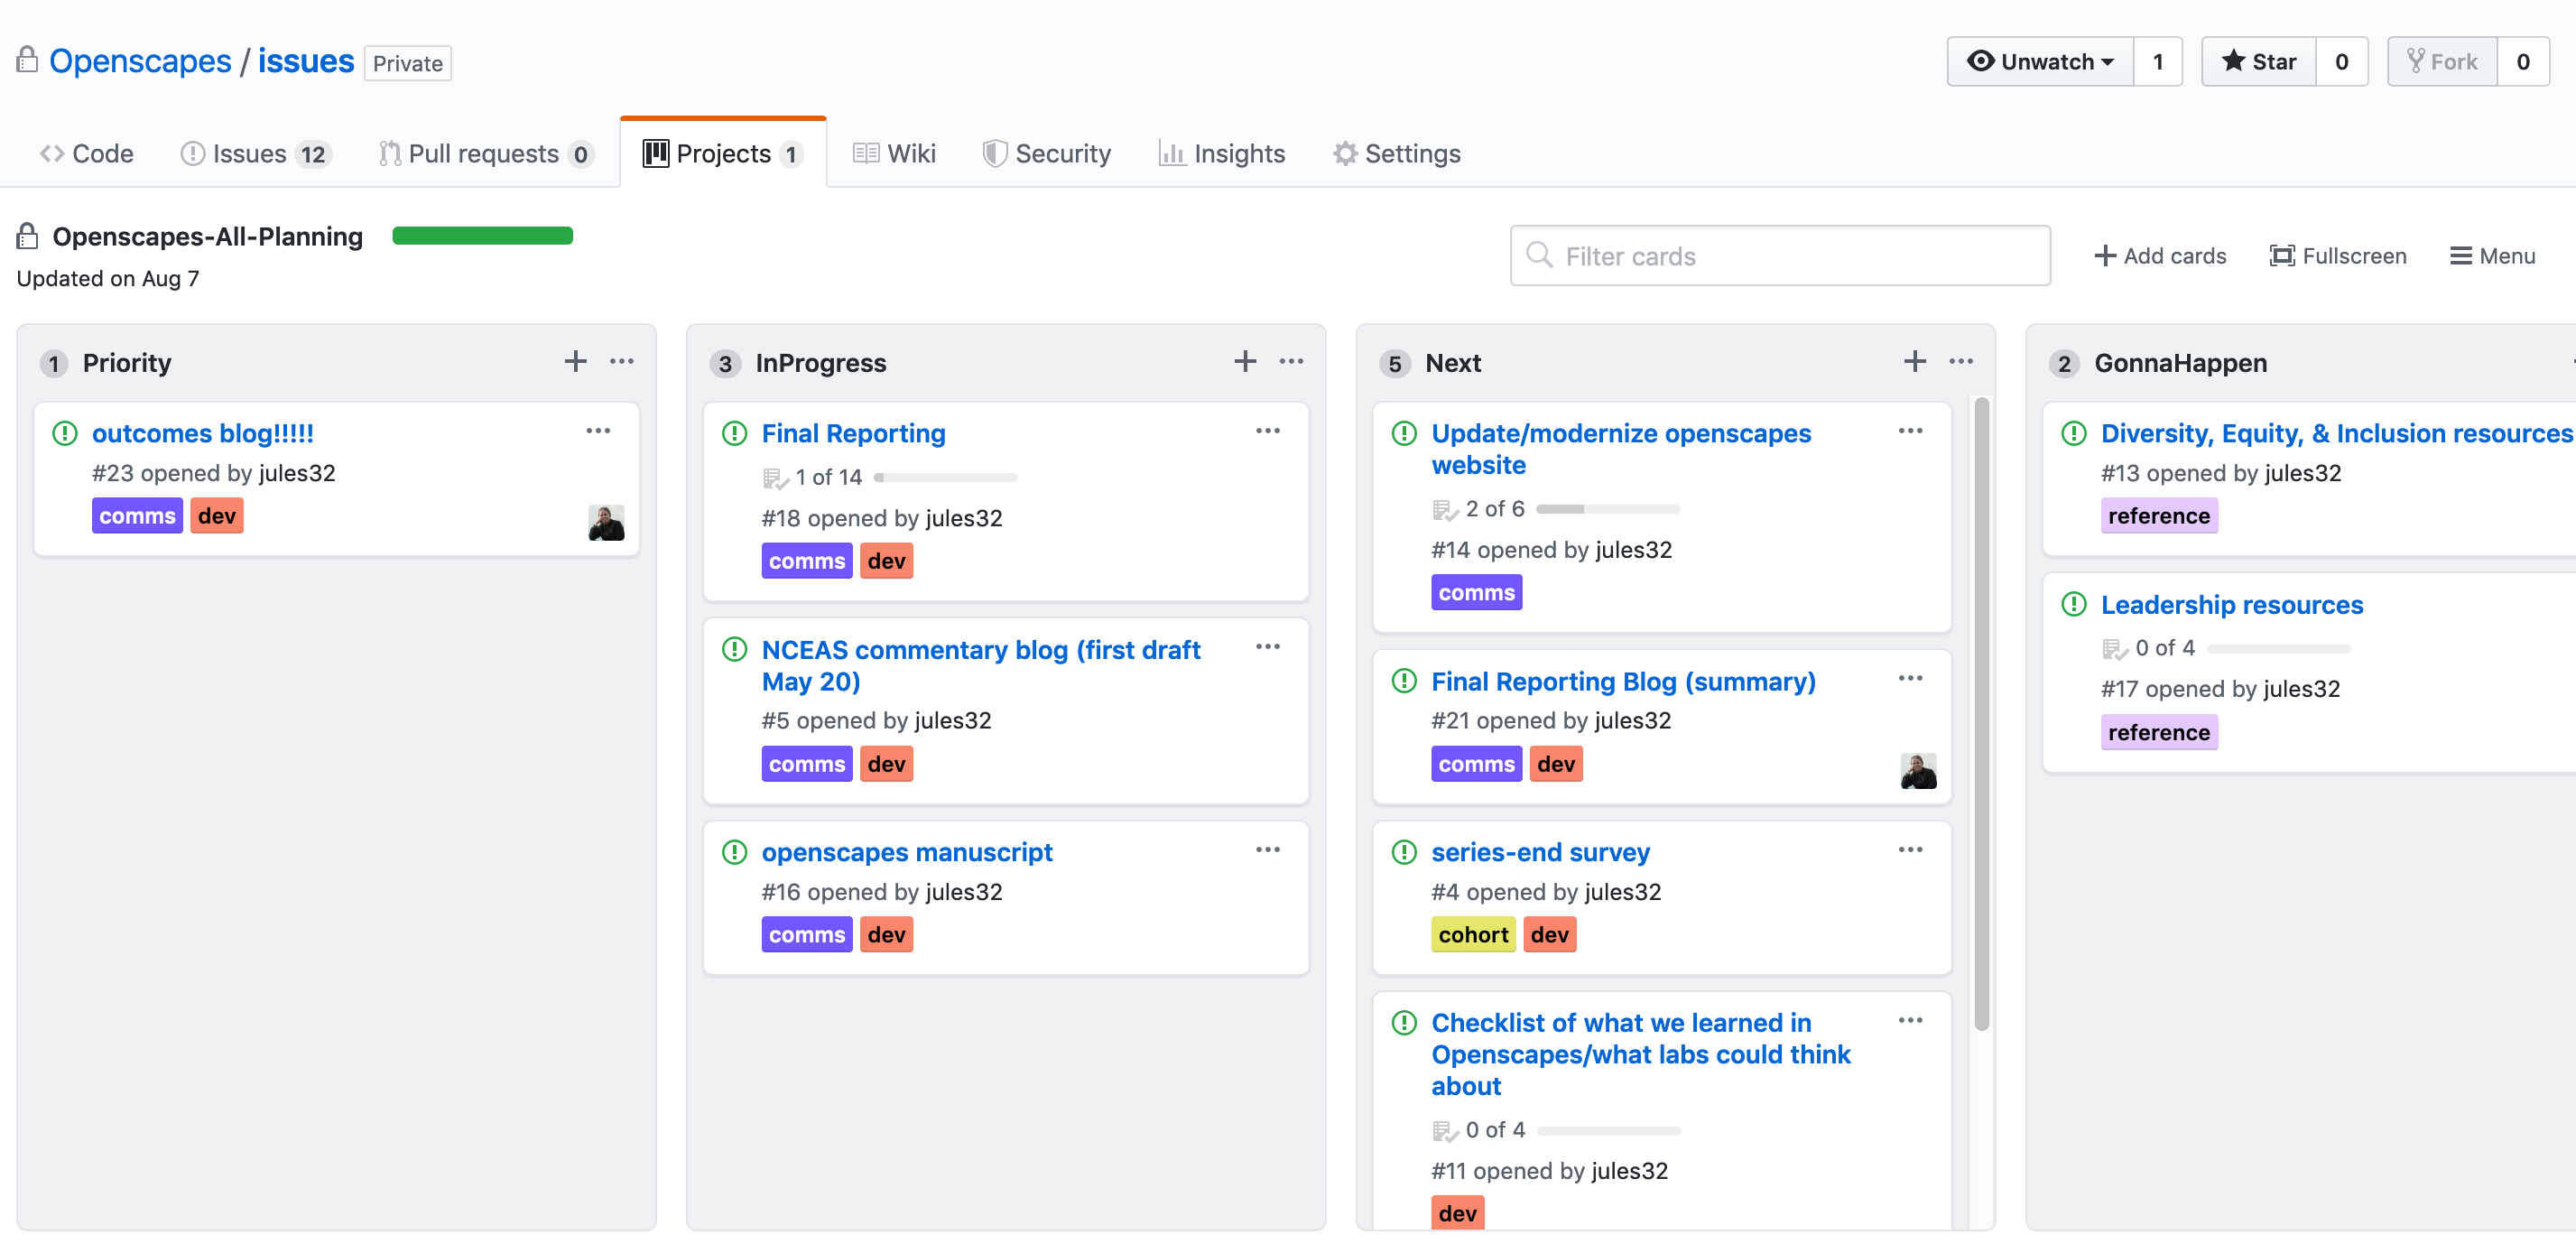 Openscapes / issues Private
Unwatch 1 Star 0 Fork 0
Code Issues 12 Pull requests 0 Projects 1 Wiki Security Insights Settings
Openscapes-All-Planning
Updated on Aug 7
Filter cards
Add cards Fullscreen Menu
1 Priority
outcomes blog!!!!!
#23 opened by jules32
comms dev
3 InProgress
Final Reporting
1 of 14
#18 opened by jules32
comms dev
NCEAS commentary blog (first draft
May 20)
#5 opened by jules32
comms dev
openscapes manuscript
#16 opened by jules32
comms dev
5 Next
Update/modernize openscapes
website
2 of 6
#14 opened by jules32
comms
Final Reporting Blog (summary)
#21 opened by jules32
comms dev
series-end survey
#4 opened by jules32
cohort dev
Checklist of what we learned in
Openscapes/what labs could think
about
0 of 4
#11 opened by jules32
dev
2 GonnaHappen
Diversity, Equity, & Inclusion resources
#13 opened by jules32
reference
Leadership resources
0 of 4
#17 opened by jules32
reference